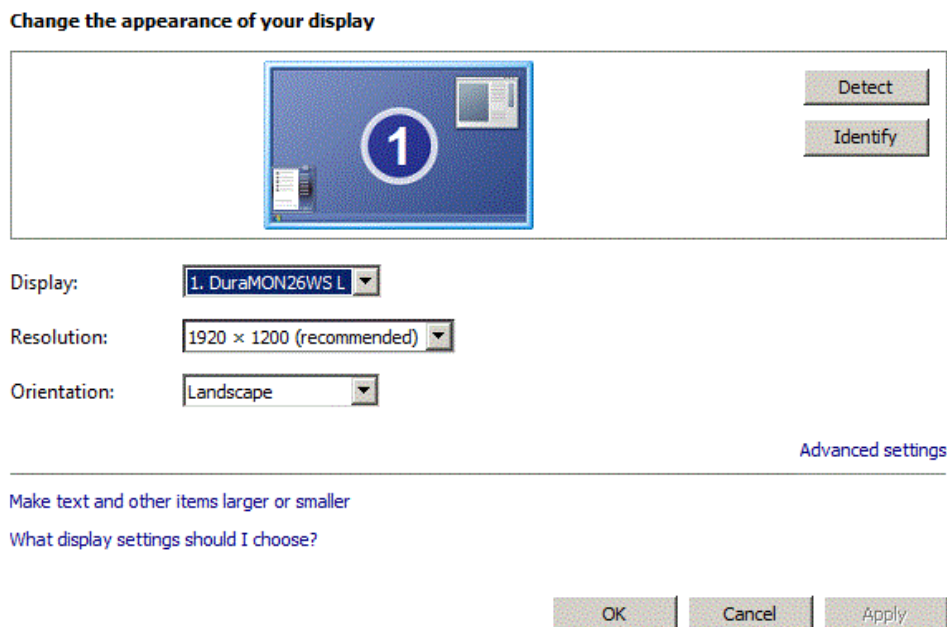 Change the appearance of your display
1
Detect
Identify
Display: 1. DuraMON26WS L
Resolution: 1920 × 1200 (recommended)
Orientation: Landscape
Advanced settings
Make text and other items larger or smaller
What display settings should I choose?
OK Cancel Apply